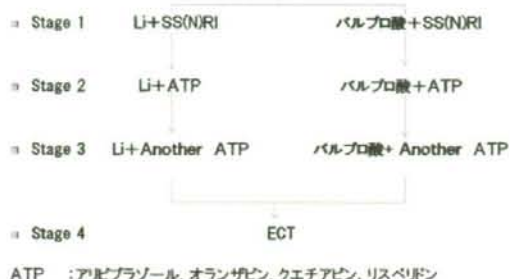 Stage 1 Li+SS(N)RI バルプロ酸+SS(N)RI
Stage 2 Li+ATP バルプロ酸+ATP
Stage 3 Li+Another ATP バルプロ酸+ Another ATP
Stage 4 ECT
ATP :アリピプラゾール, オランザピン, クエチアピン, リスペリドン